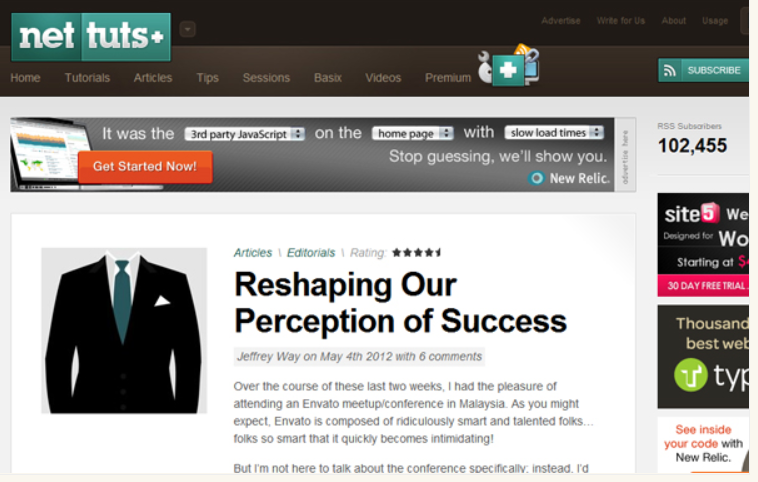 net tuts+
Advertise Write for Us About Usage
Home Tutorials Articles Tips Sessions Basix Videos Premium
SUBSCRIBE
It was the 3rd party JavaScript on the home page with slow load times
Get Started Now!
Stop guessing, we'll show you.
New Relic.
advertise here
RSS Subscribers
102,455
Articles \ Editorials \ Rating:
Reshaping Our
Perception of Success
Jeffrey Way on May 4th 2012 with 6 comments
Over the course of these last two weeks, I had the pleasure of
attending an Envato meetup/conference in Malaysia. As you might
expect, Envato is composed of ridiculously smart and talented folks…
folks so smart that it quickly becomes intimidating!
But I'm not here to talk about the conference specifically; instead, I'd
site5 We
Designed for Wo
Starting at $
30 DAY FREE TRIAL
Thousand
best web
typ
See inside
your code with
New Relic.